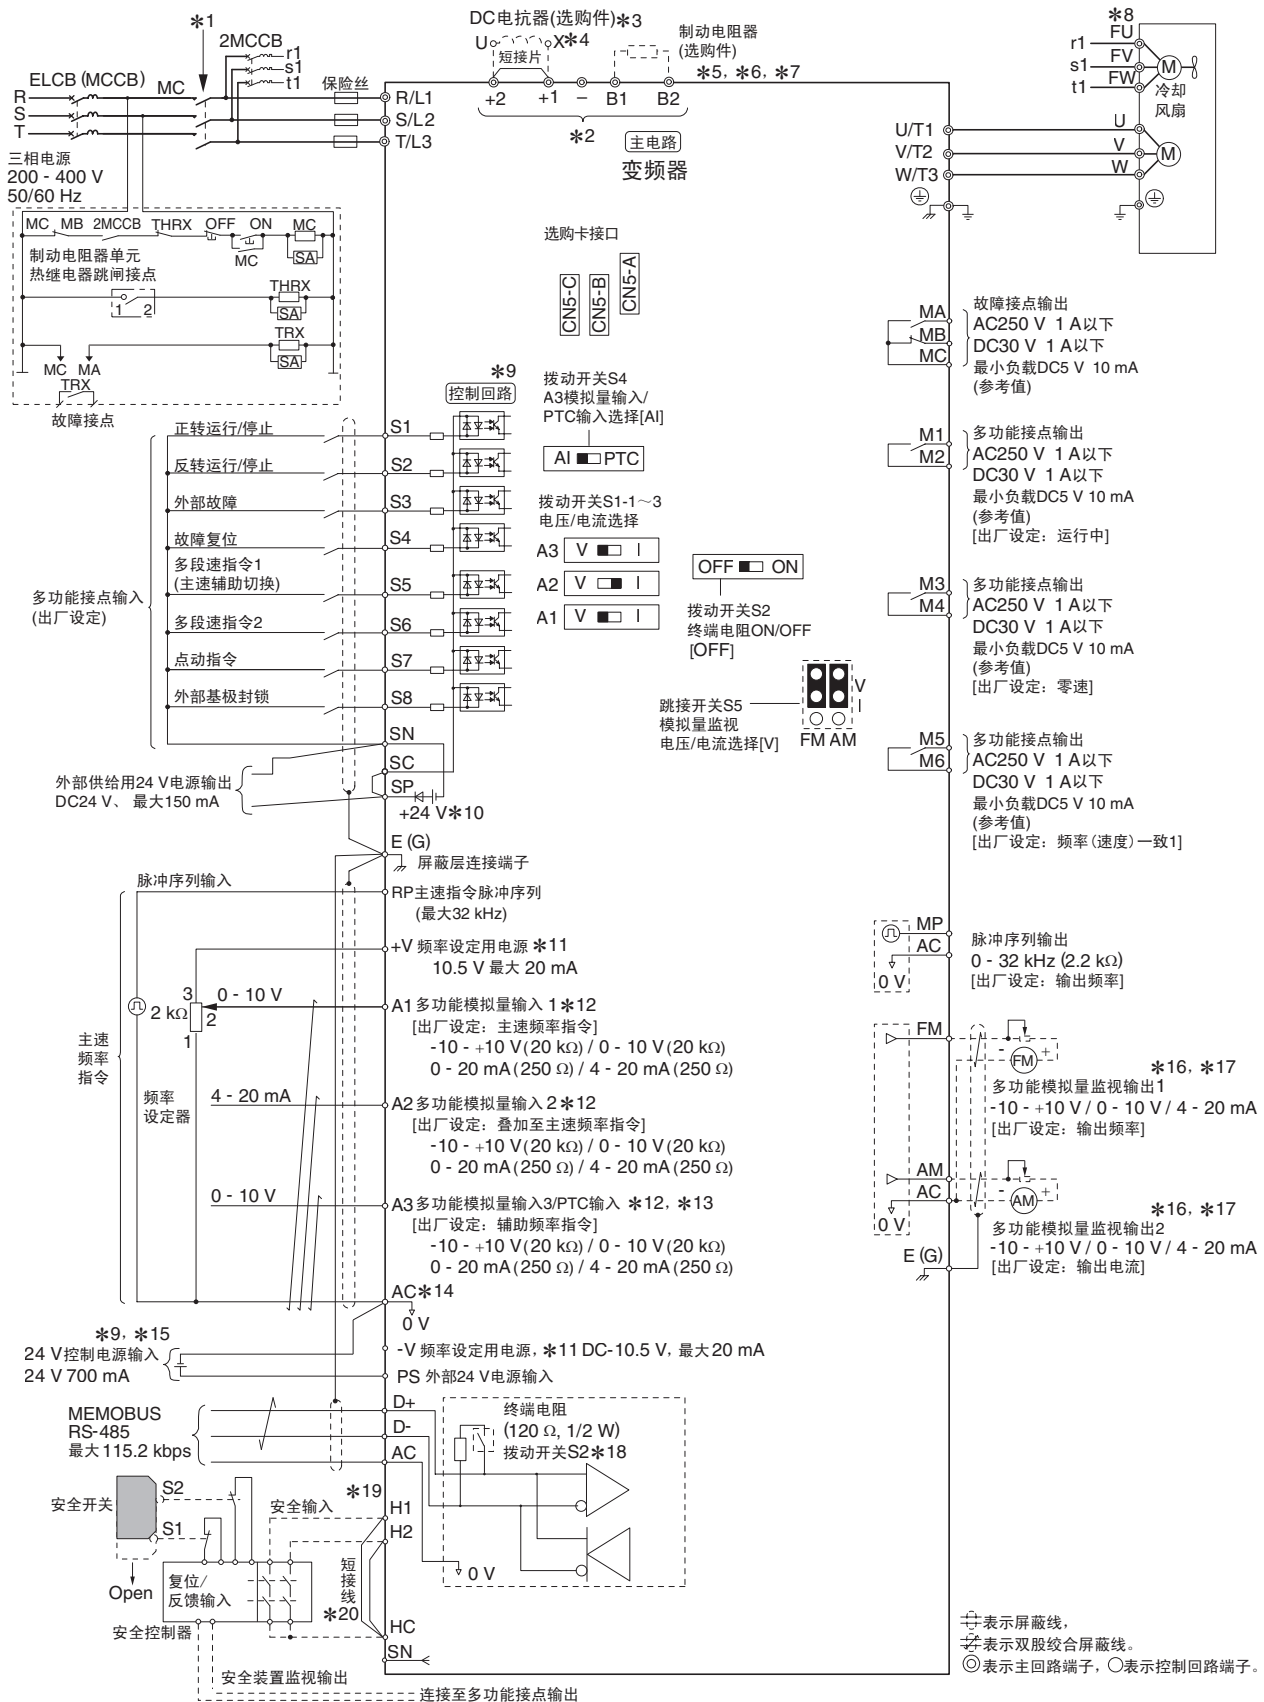 *1
2MCCB
r1
s1
t1
ELCB (MCCB)
MC
保险丝
R
S
T
R/L1
S/L2
T/L3
三相电源
200 - 400 V
50/60 Hz
DC电抗器(选购件)*3
U
X*4
短接片
制动电阻器
(选购件)
*5, *6, *7
+2
+1
−
B1
B2
*2
主电路
变频器
*8
r1
FU
s1
FV
t1
FW
M
冷却
风扇
U/T1
U
V/T2
V
W/T3
W
M
MC
MB
2MCCB
THRX
OFF
ON
MC
MC
SA
制动电阻器单元
热继电器跳闸接点
1
2
THRX
SA
TRX
SA
MC
MA
TRX
故障接点
选购卡接口
CN5-C
CN5-B
CN5-A
*9
控制回路
拨动开关S4
A3模拟量输入/
PTC输入选择[AI]
AI
PTC
拨动开关S1-1～3
电压/电流选择
A3
V
I
A2
V
I
A1
V
I
OFF
ON
拨动开关S2
终端电阻ON/OFF
[OFF]
跳接开关S5
模拟量监视
电压/电流选择[V]
V
I
FM AM
多功能接点输入
(出厂设定)
正转运行/停止
S1
反转运行/停止
S2
外部故障
S3
故障复位
S4
多段速指令1
(主速辅助切换)
S5
多段速指令2
S6
点动指令
S7
外部基极封锁
S8
SN
SC
SP
+24 V*10
外部供给用24 V电源输出
DC24 V、 最大150 mA
E (G)
屏蔽层连接端子
MA
MB
MC
故障接点输出
AC250 V 1 A以下
DC30 V 1 A以下
最小负载DC5 V 10 mA
(参考值)
M1
M2
多功能接点输出
AC250 V 1 A以下
DC30 V 1 A以下
最小负载DC5 V 10 mA
(参考值)
[出厂设定：运行中]
M3
M4
多功能接点输出
AC250 V 1 A以下
DC30 V 1 A以下
最小负载DC5 V 10 mA
(参考值)
[出厂设定：零速]
M5
M6
多功能接点输出
AC250 V 1 A以下
DC30 V 1 A以下
最小负载DC5 V 10 mA
(参考值)
[出厂设定：频率(速度)一致1]
主速
频率
指令
脉冲序列输入
RP主速指令脉冲序列
(最大32 kHz)
+V 频率设定用电源 *11
10.5 V 最大 20 mA
2 kΩ
3
2
1
0 - 10 V
频率
设定器
A1多功能模拟量输入 1*12
[出厂设定：主速频率指令]
-10 - +10 V(20 kΩ) / 0 - 10 V(20 kΩ)
0 - 20 mA(250 Ω) / 4 - 20 mA(250 Ω)
4 - 20 mA
A2多功能模拟量输入 2*12
[出厂设定：叠加至主速频率指令]
-10 - +10 V(20 kΩ) / 0 - 10 V(20 kΩ)
0 - 20 mA(250 Ω) / 4 - 20 mA(250 Ω)
0 - 10 V
A3多功能模拟量输入3/PTC输入 *12, *13
[出厂设定：辅助频率指令]
-10 - +10 V(20 kΩ) / 0 - 10 V(20 kΩ)
0 - 20 mA(250 Ω) / 4 - 20 mA(250 Ω)
AC*14
0 V
-V 频率设定用电源, *11 DC-10.5 V, 最大20 mA
*9, *15
24 V控制电源输入
24 V 700 mA
PS 外部24 V电源输入
MP
AC
0 V
脉冲序列输出
0 - 32 kHz (2.2 kΩ)
[出厂设定：输出频率]
FM
-
FM
+
*16, *17
多功能模拟量监视输出1
-10 - +10 V / 0 - 10 V / 4 - 20 mA
[出厂设定：输出频率]
AM
AC
0 V
-
AM
+
*16, *17
多功能模拟量监视输出2
-10 - +10 V / 0 - 10 V / 4 - 20 mA
[出厂设定：输出电流]
E (G)
MEMOBUS
RS-485
最大115.2 kbps
D+
D-
AC
终端电阻
(120 Ω, 1/2 W)
拨动开关S2*18
0 V
安全开关
S2
S1
Open
*19
安全输入
H1
H2
复位/
反馈输入
短
接
线
*20
HC
安全控制器
SN
安全装置监视输出
连接至多功能接点输出
表示屏蔽线,
表示双股绞合屏蔽线。
表示主回路端子, 表示控制回路端子。